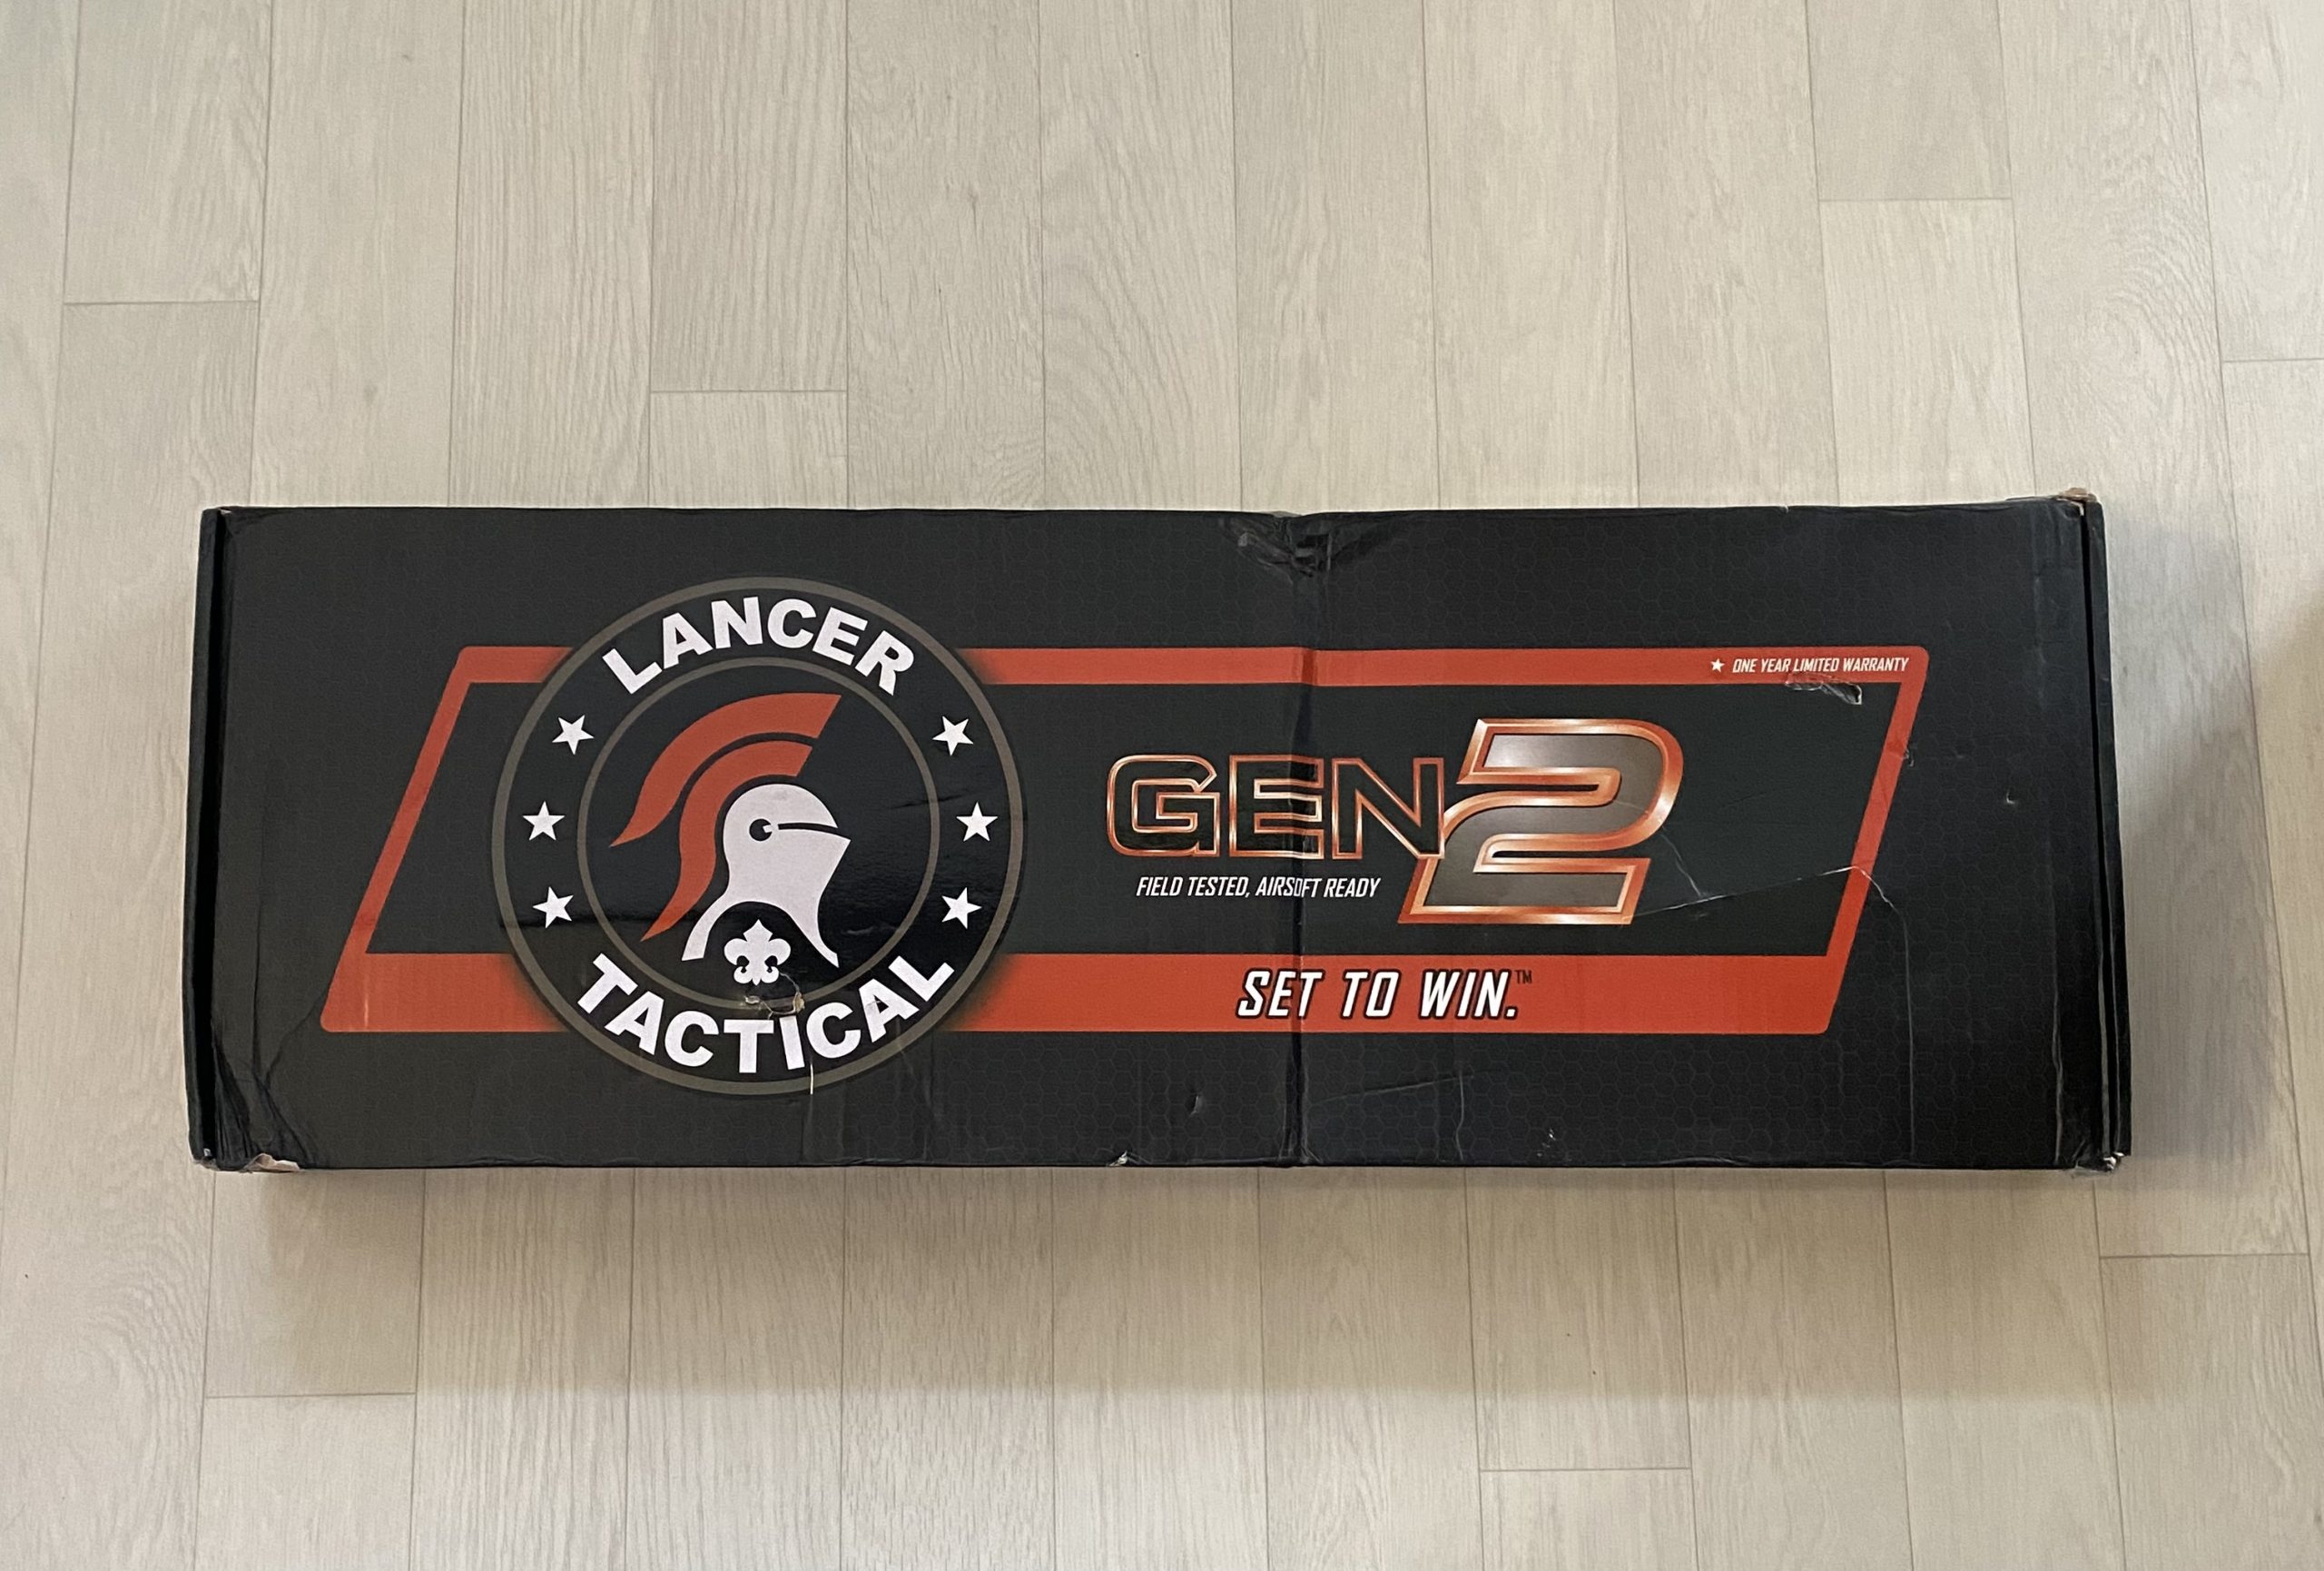 LANCER
TACTICAL
★ ONE YEAR LIMITED WARRANTY
GEN2
FIELD TESTED, AIRSOFT READY
SET TO WIN.™